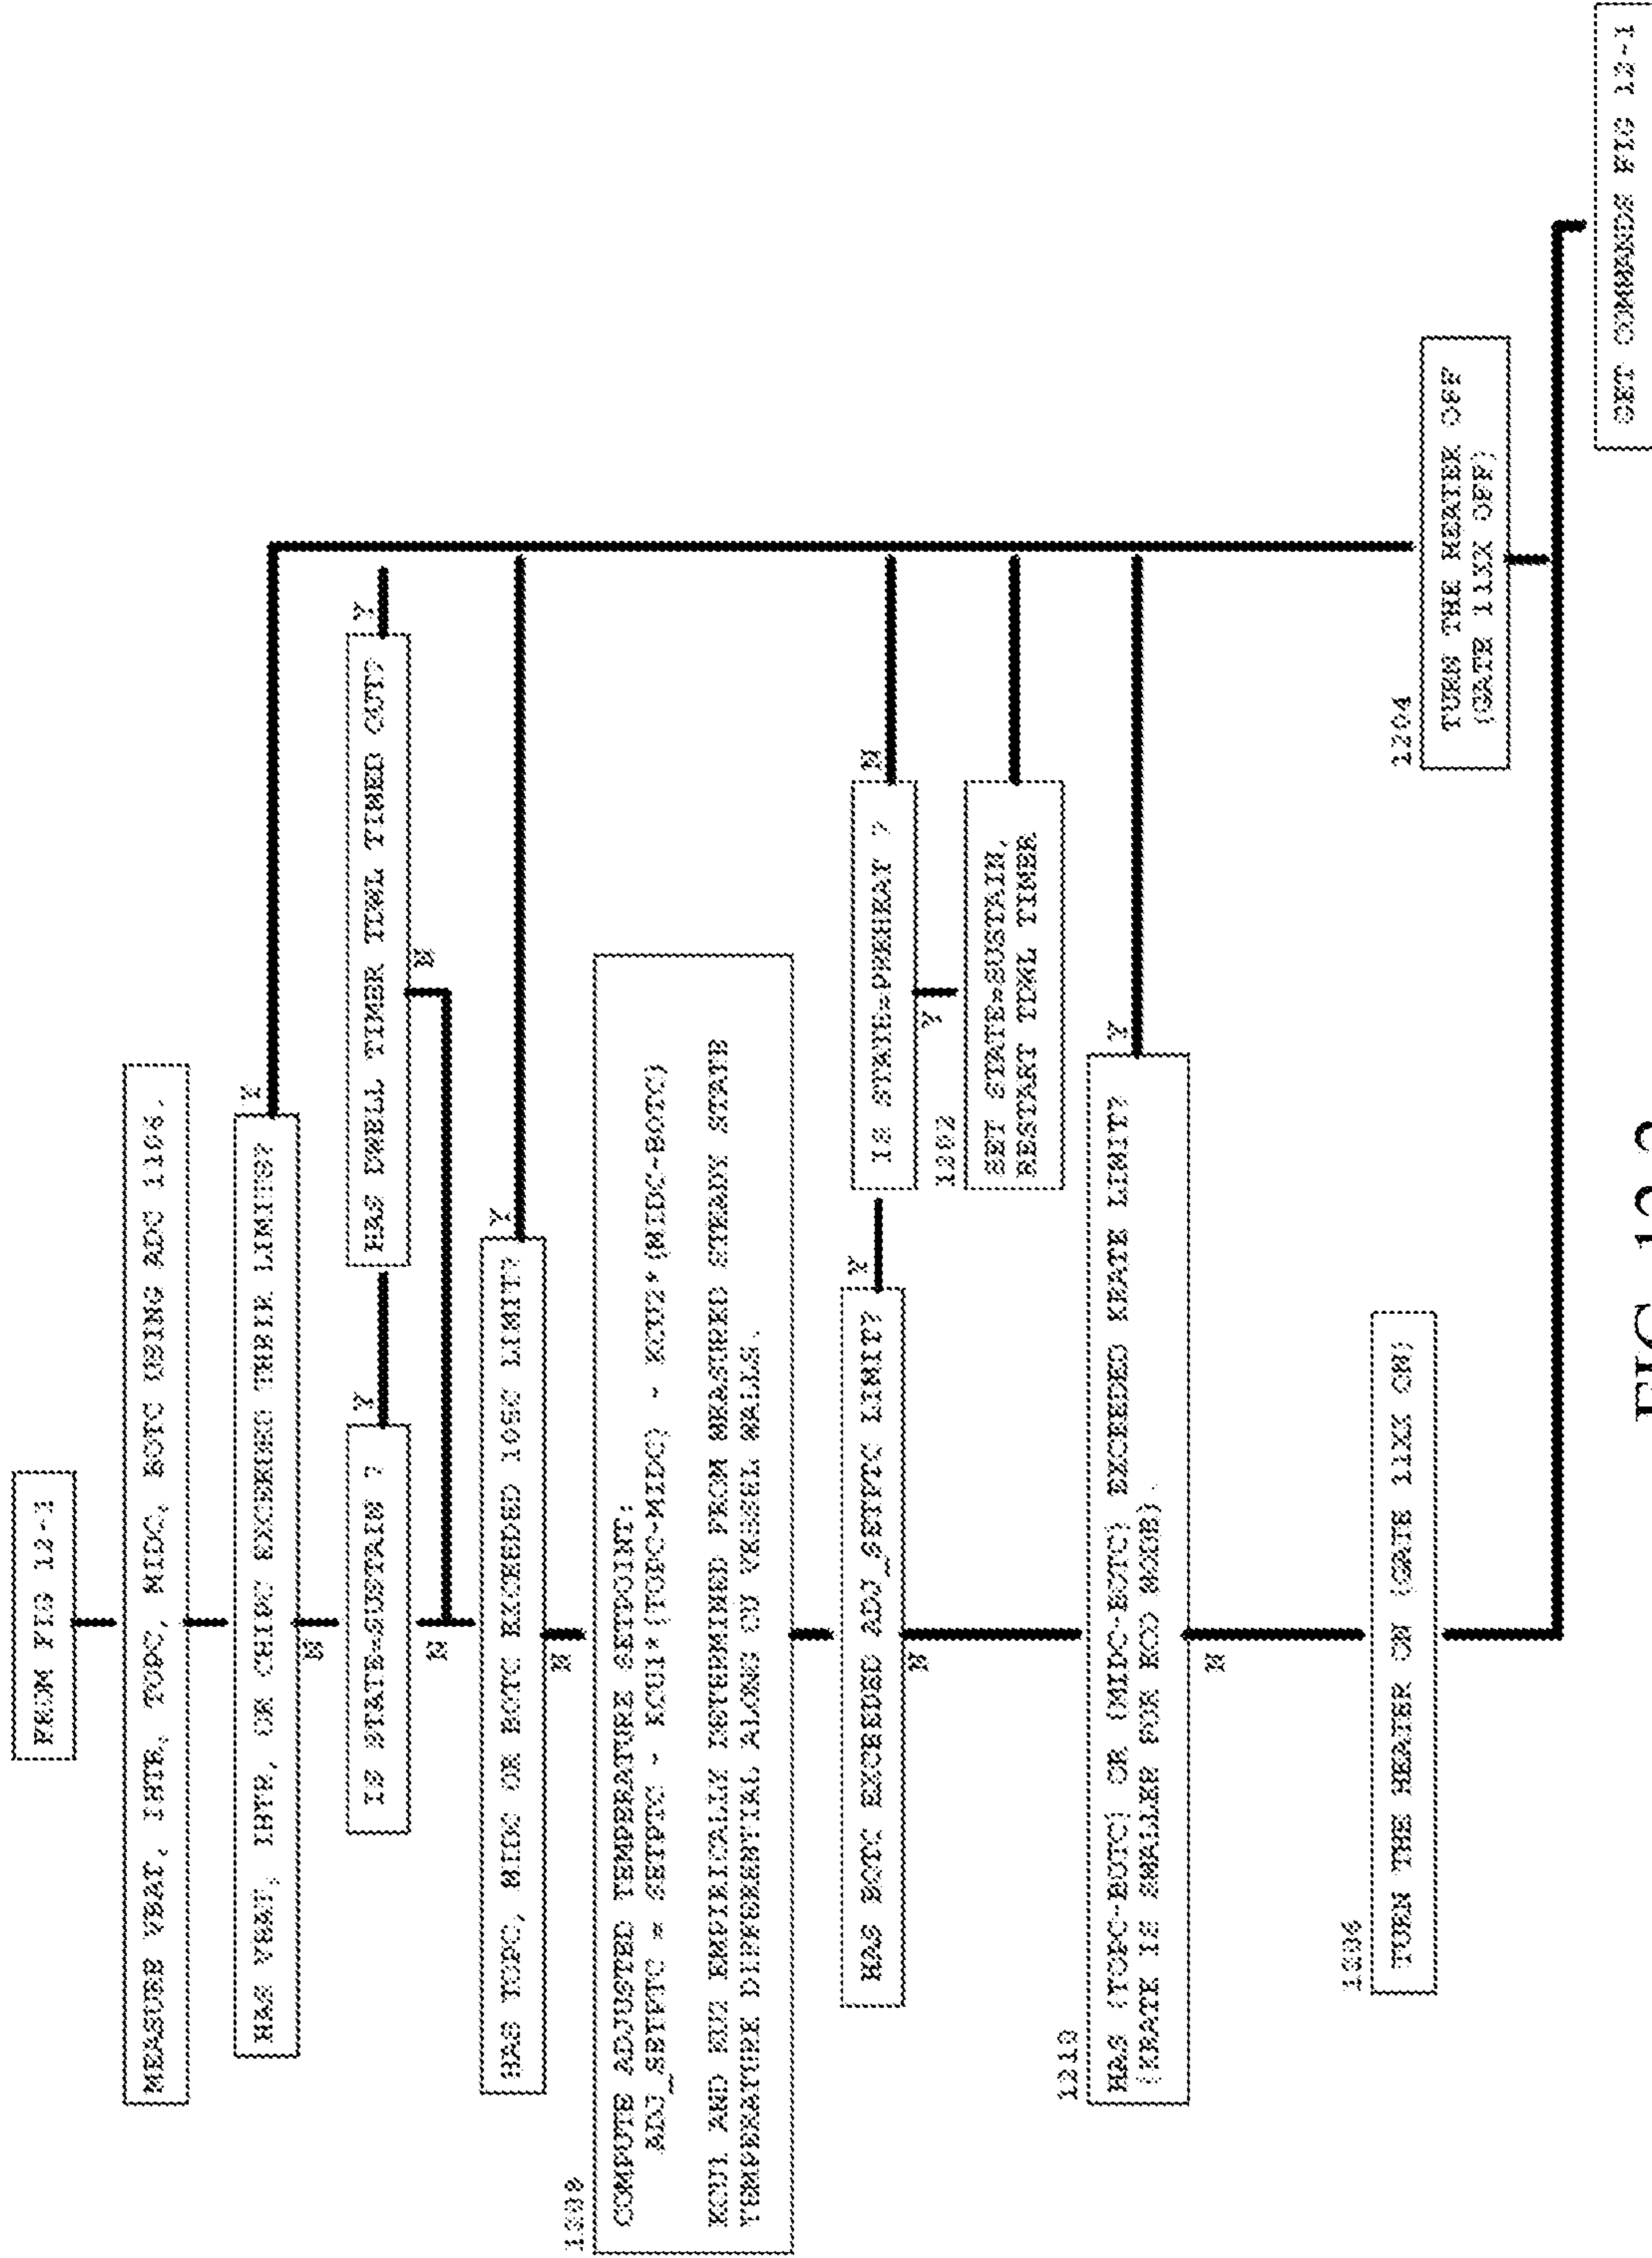 FROM FIG 12-1
MEASURE VBAT, IHTR, TOPC, MIDC, BOTC USING ADC 1106.
HAS VBAT, IHTR, OR CHIPC EXCEEDED THEIR LIMITS?
Y
N
IS STATE=SUSTAIN ?
Y
HAS DWELL TIMER TDWL TIMED OUT?
Y
N
N
HAS TOPC, MIDC OR BOTC EXCEEDED 105C LIMIT?
Y
N
1208
COMPUTE ADJUSTED TEMPERATURE SETPOINT:
ADJ_SETPTC = SETPTC - KCU1*(TOPC-MIDC) - KCU2*(MIDC-BOTC)
KCU1 AND KU2 EMPIRICALLY DETERMINED FROM MEASURED STEADY STATE
TEMPERATURE DIFFERENTIAL ALONG CU VESSEL WALLS.
HAS BOTC EXCEEDED ADJ_SETPTC LIMIT?
Y
N
IS STATE=PREHEAT ?
N
Y
1202
SET STATE=SUSTAIN,
RESTART TDWL TIMER
1210
HAS (TOPC-BOTC) OR (MIDC-BOTC) EXCEEDED KRATE LIMIT?
(KRATE IS SMALLER FOR ECO MODE).
Y
N
1206
TURN THE HEATER ON (GATE 11XX ON)
1204
TURN THE HEATER OFF
(GATE 11XX OFF)
GET COMMANDS FIG 12-1
FIG. 12-2